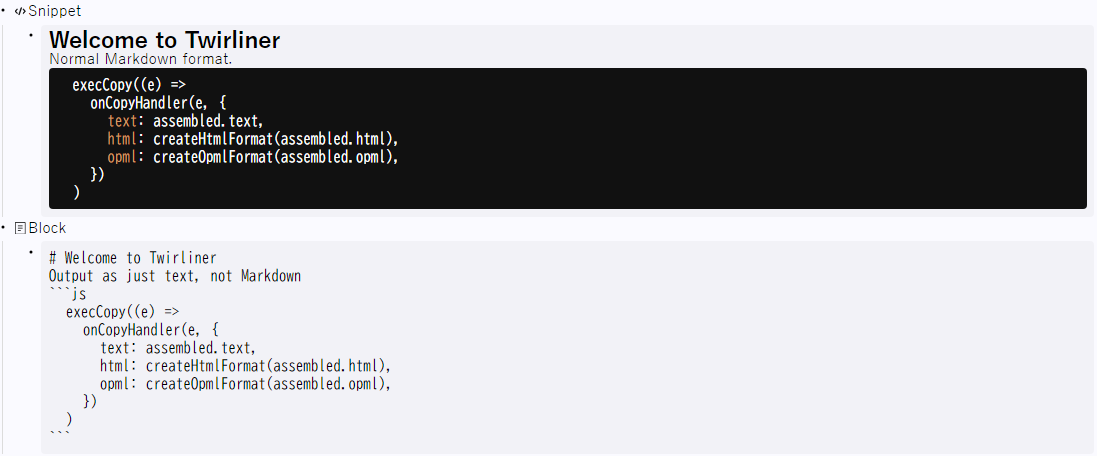 Snippet
Welcome to Twirliner
Normal Markdown format.
execCopy((e) =>
  onCopyHandler(e, {
    text: assembled.text,
    html: createHtmlFormat(assembled.html),
    opml: createOpmlFormat(assembled.opml),
  })
)
Block
# Welcome to Twirliner
Output as just text, not Markdown
```js
  execCopy((e) =>
    onCopyHandler(e, {
      text: assembled.text,
      html: createHtmlFormat(assembled.html),
      opml: createOpmlFormat(assembled.opml),
    })
  )
```